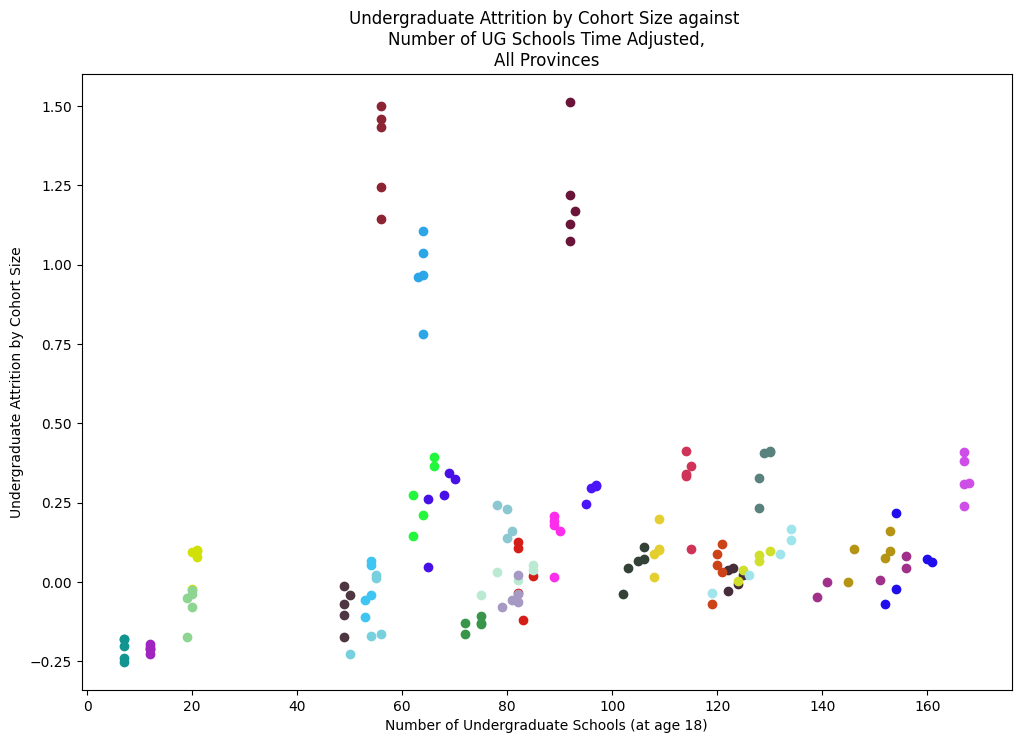 Undergraduate Attrition by Cohort Size against
Number of UG Schools Time Adjusted,
All Provinces
Undergraduate Attrition by Cohort Size
1.50
1.25
1.00
0.75
0.50
0.25
0.00
−0.25
0 20 40 60 80 100 120 140 160
Number of Undergraduate Schools (at age 18)